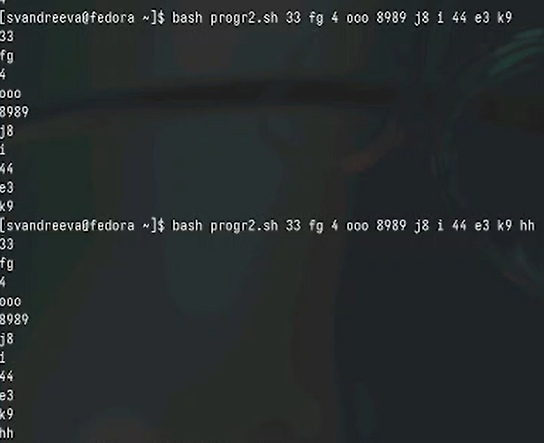 [svandreeva@fedora ~]$ bash progr2.sh 33 fg 4 ooo 8989 j8 i 44 e3 k9
33
fg
4
ooo
8989
j8
i
44
e3
k9
[svandreeva@fedora ~]$ bash progr2.sh 33 fg 4 ooo 8989 j8 i 44 e3 k9 hh
33
fg
4
ooo
8989
j8
i
44
e3
k9
hh